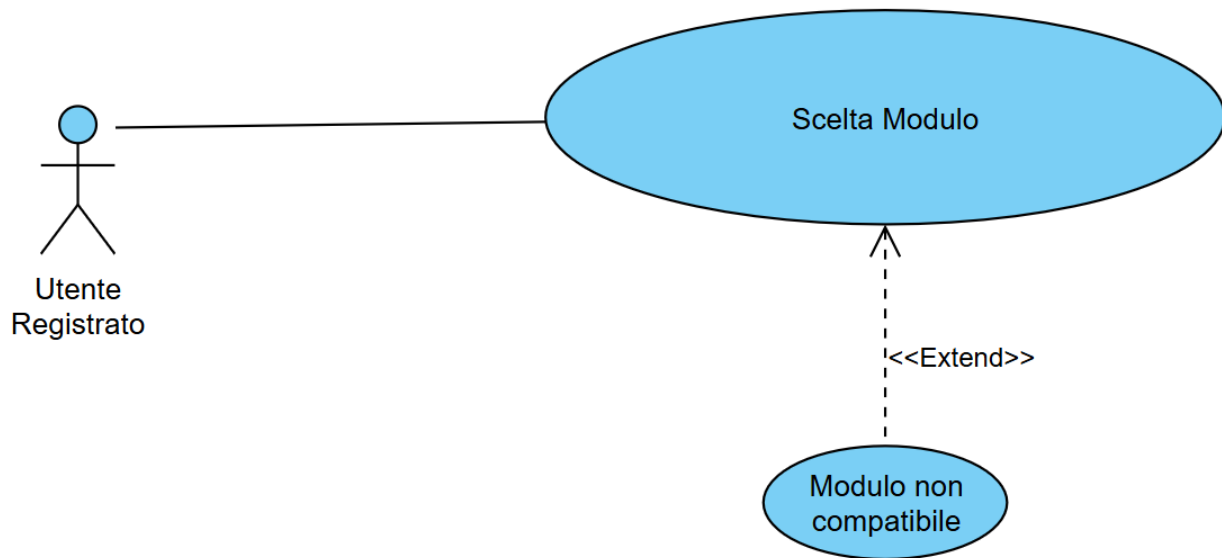 Scelta Modulo
Utente
Registrato
<<Extend>>
Modulo non
compatibile